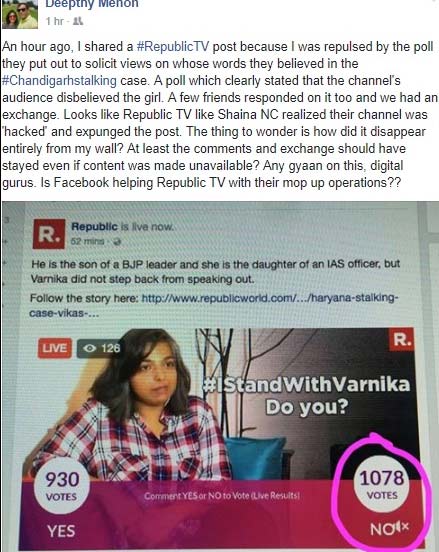 Deepthy Menon
1 hr ·
An hour ago, I shared a #RepublicTV post because I was repulsed by the poll
they put out to solicit views on whose words they believed in the
#Chandigarhstalking case. A poll which clearly stated that the channel's
audience disbelieved the girl. A few friends responded on it too and we had an
exchange. Looks like Republic TV like Shaina NC realized their channel was
'hacked' and expunged the post. The thing to wonder is how did it disappear
entirely from my wall? At least the comments and exchange should have
stayed even if content was made unavailable? Any gyaan on this, digital
gurus. Is Facebook helping Republic TV with their mop up operations??
R.
Republic is live now.
52 mins ·
He is the son of a BJP leader and she is the daughter of an IAS officer, but
Varnika did not step back from speaking out.
Follow the story here: http://www.republicworld.com/.../haryana-stalking-
case-vikas-...
LIVE 126
R.
#IStandWithVarnika
Do you?
930
VOTES
YES
Comment YES or NO to Vote (Live Results)
1078
VOTES
NO